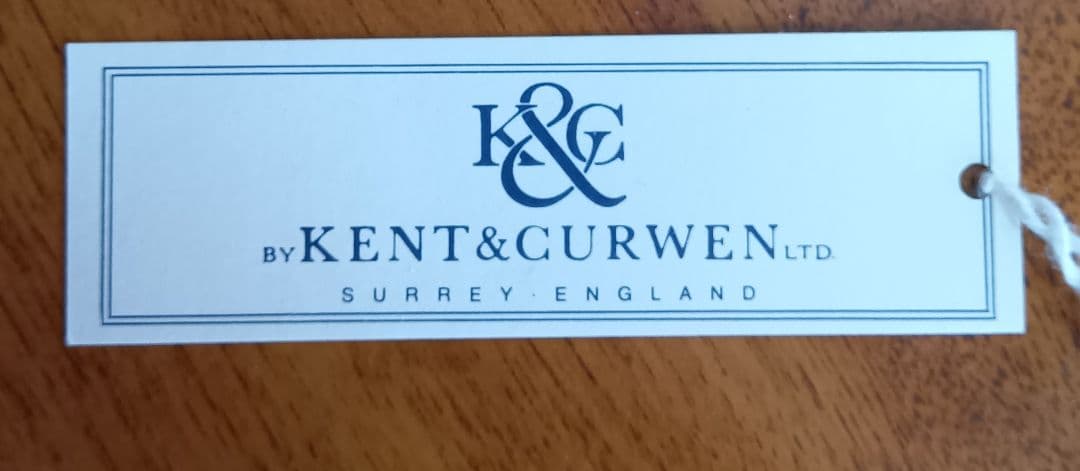 K&C
BY KENT&CURWEN LTD.
SURREY·ENGLAND